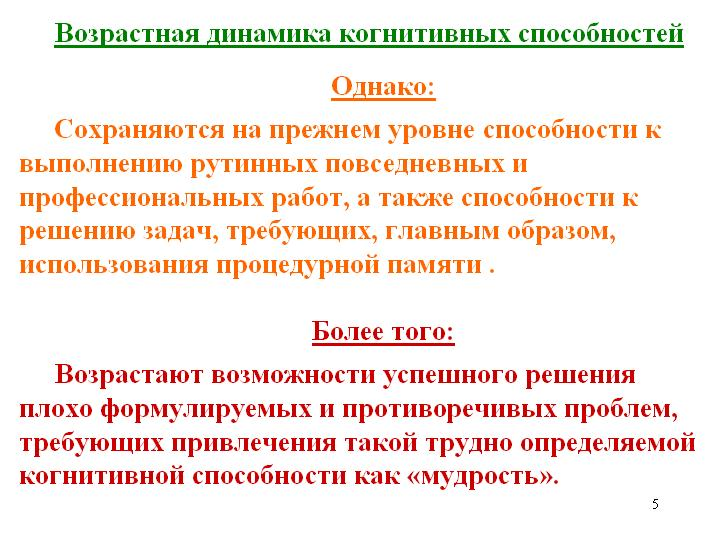 Возрастная динамика когнитивных способностей
Однако:
Сохраняются на прежнем уровне способности к
выполнению рутинных повседневных и
профессиональных работ, а также способности к
решению задач, требующих, главным образом,
использования процедурной памяти .
Более того:
Возрастают возможности успешного решения
плохо формулируемых и противоречивых проблем,
требующих привлечения такой трудно определяемой
когнитивной способности как «мудрость».
5